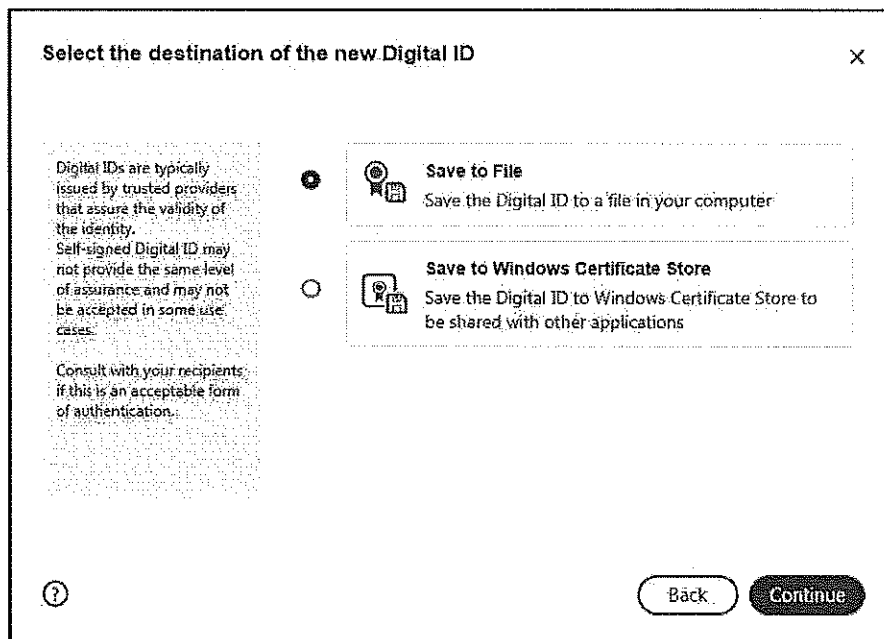 Select the destination of the new Digital ID
Digital IDs are typically
issued by trusted providers
that assure the validity of
the identity.
Self-signed Digital ID may
not provide the same level
of assurance and may not
be accepted in some use
cases.
Consult with your recipients
if this is an acceptable form
of authentication.
Save to File
Save the Digital ID to a file in your computer
Save to Windows Certificate Store
Save the Digital ID to Windows Certificate Store to
be shared with other applications
Back
Continue